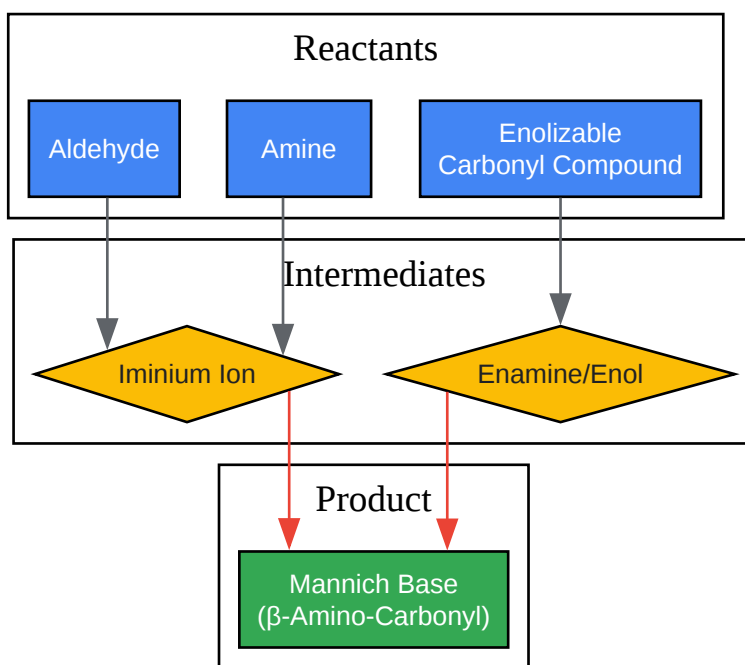 Reactants
Aldehyde
Amine
Enolizable
Carbonyl Compound
Intermediates
Iminium Ion
Enamine/Enol
Product
Mannich Base
(β-Amino-Carbonyl)